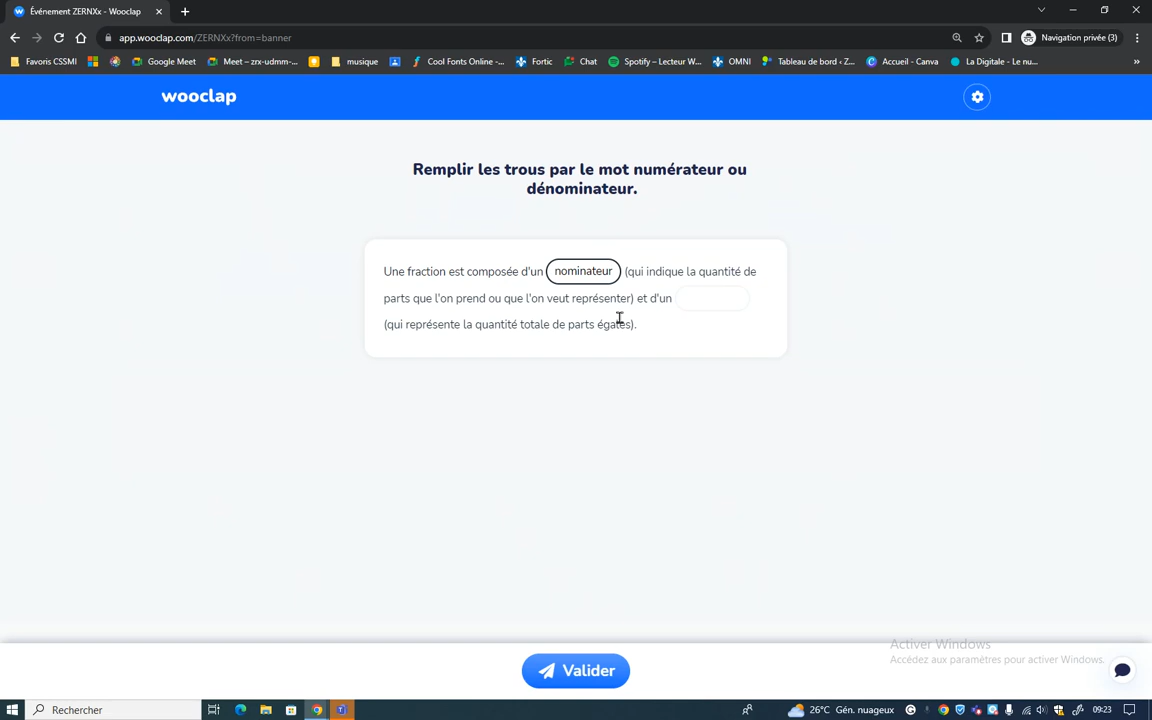 Événement ZERNXx - Wooclap
app.wooclap.com/ZERNXx?from=banner
Navigation privée (3)
Favoris CSSMI
Google Meet
Meet – zrx-udmm-...
musique
Cool Fonts Online -...
Fortic
Chat
Spotify – Lecteur W...
OMNI
Tableau de bord ‹ Z...
Accueil - Canva
La Digitale - Le nu...
»
wooclap
Remplir les trous par le mot numérateur ou
dénominateur.
Une fraction est composée d'un nominateur (qui indique la quantité de
parts que l'on prend ou que l'on veut représenter) et d'un
(qui représente la quantité totale de parts égales).
Activer Windows
Accédez aux paramètres pour activer Windows.
Valider
Rechercher
26°C Gén. nuageux
09:23